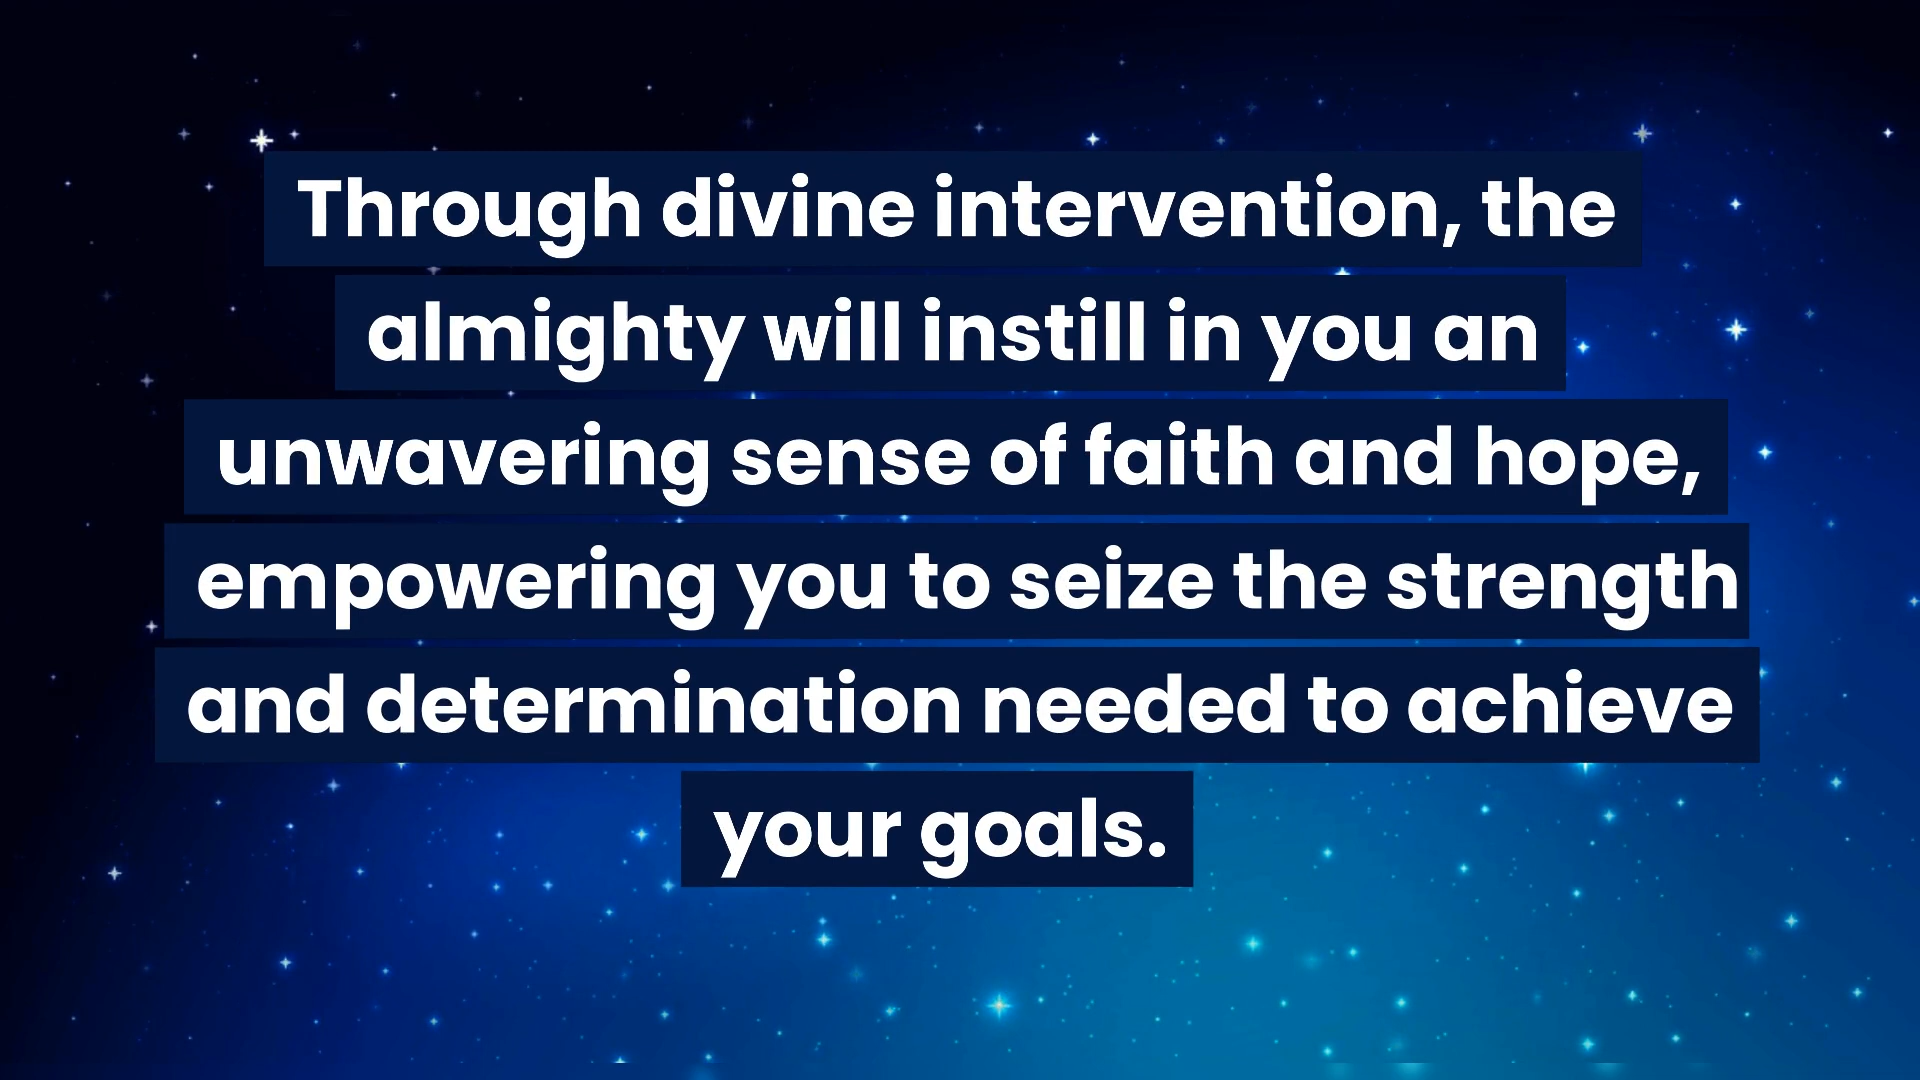 Through divine intervention, the
almighty will instill in you an
unwavering sense of faith and hope,
empowering you to seize the strength
and determination needed to achieve
your goals.